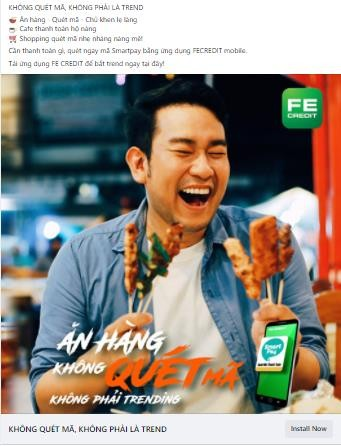 KHÔNG QUÉT MÃ, KHÔNG PHẢI LÀ TREND
Ăn hàng - Quét mã - Chủ khen lẹ làng
Cafe thanh toán hộ nàng
Shopping quét mã nhẹ nhàng nàng mê!
Cần thanh toán gì, quét ngay mã Smartpay bằng ứng dụng FECREDIT mobile.
Tải ứng dụng FE CREDIT để bắt trend ngay tại đây!
FE
CREDIT
ĂN HÀNG
KHÔNG QUÉT MÃ
KHÔNG PHẢI TRENDING
Smart
Pay
KHÔNG QUÉT MÃ, KHÔNG PHẢI LÀ TREND
Install Now